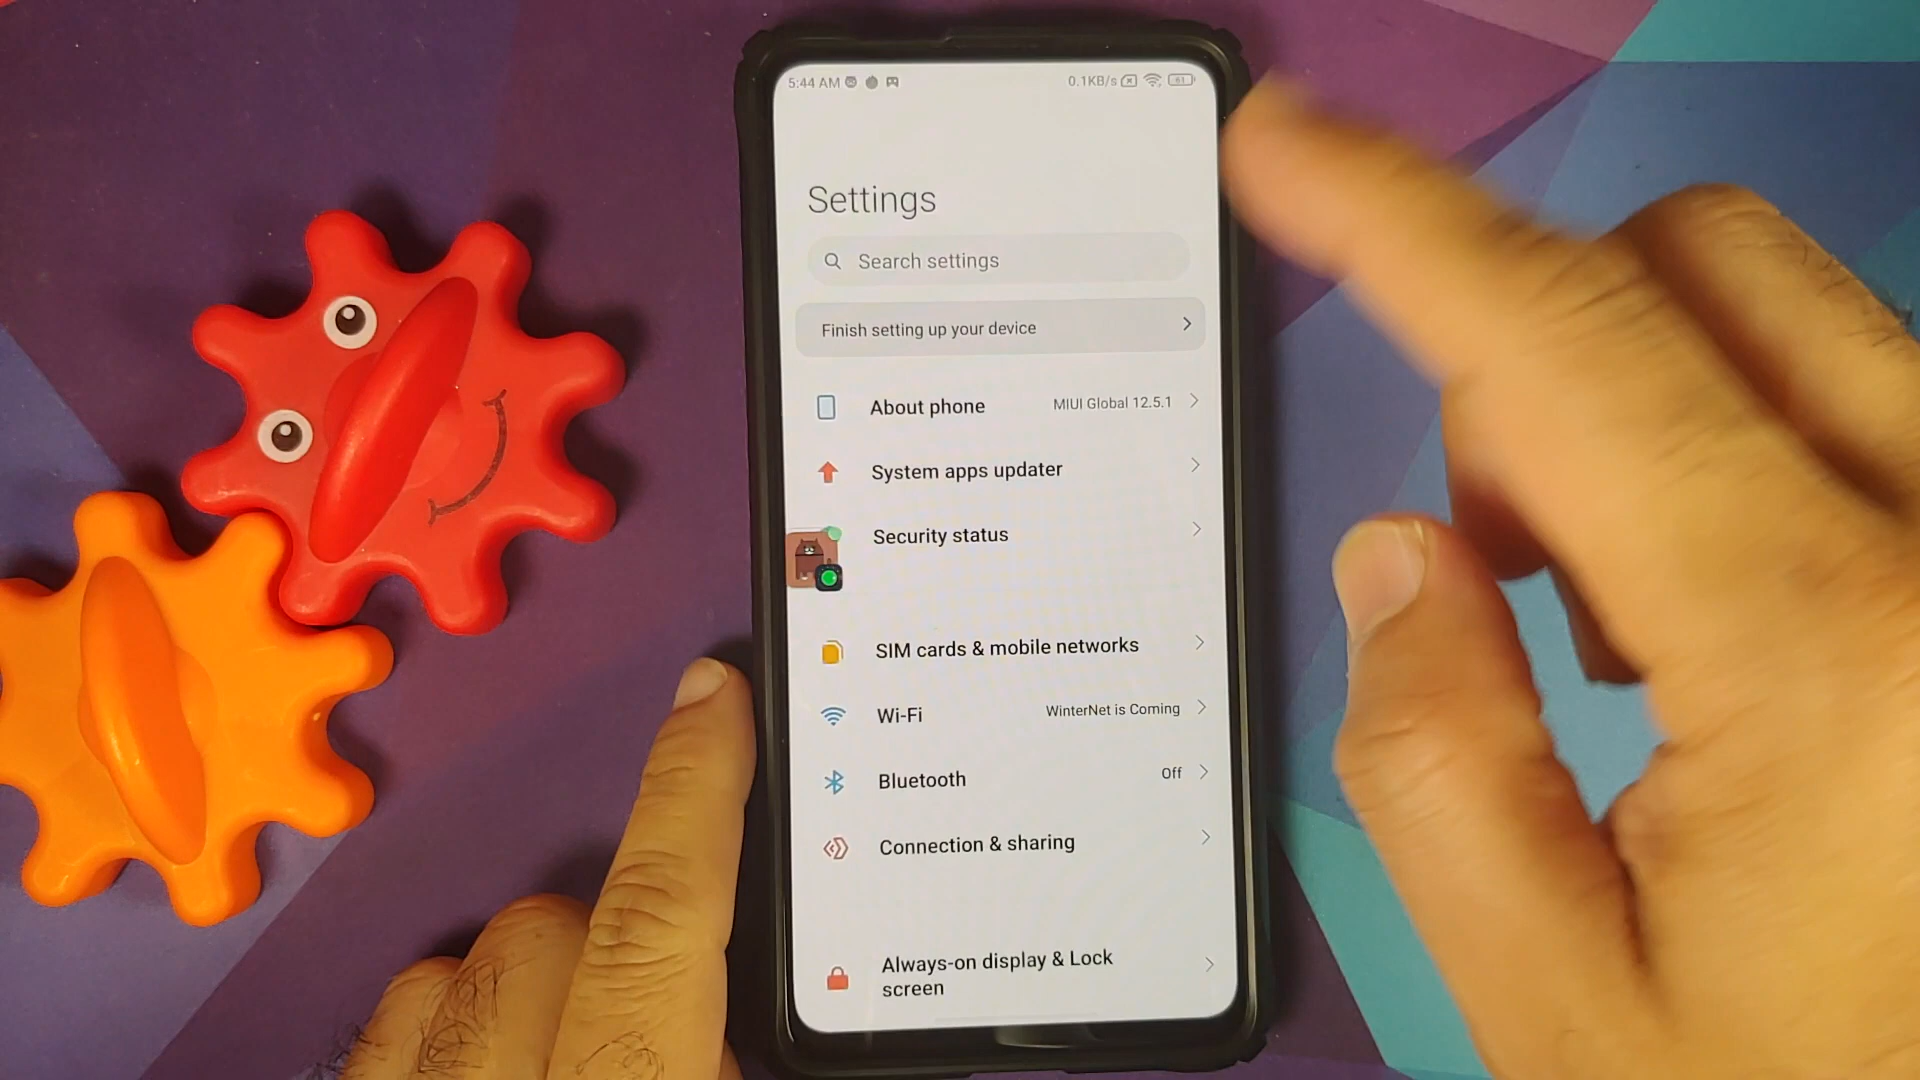 5:44 AM
0.1KB/s
61
Settings
Search settings
Finish setting up your device
About phone
MIUI Global 12.5.1
System apps updater
Security status
SIM cards & mobile networks
Wi-Fi
WinterNet is Coming
Bluetooth
Off
Connection & sharing
Always-on display & Lock
screen